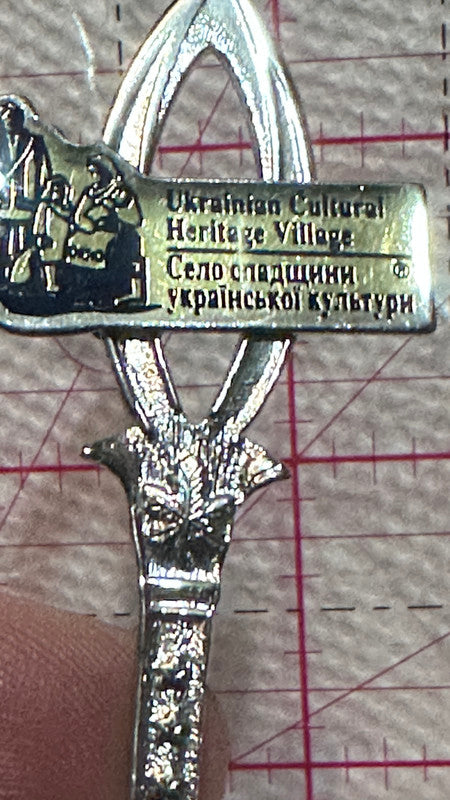 Ukrainian Cultural
Heritage Village
Село спадщини ®
української культури